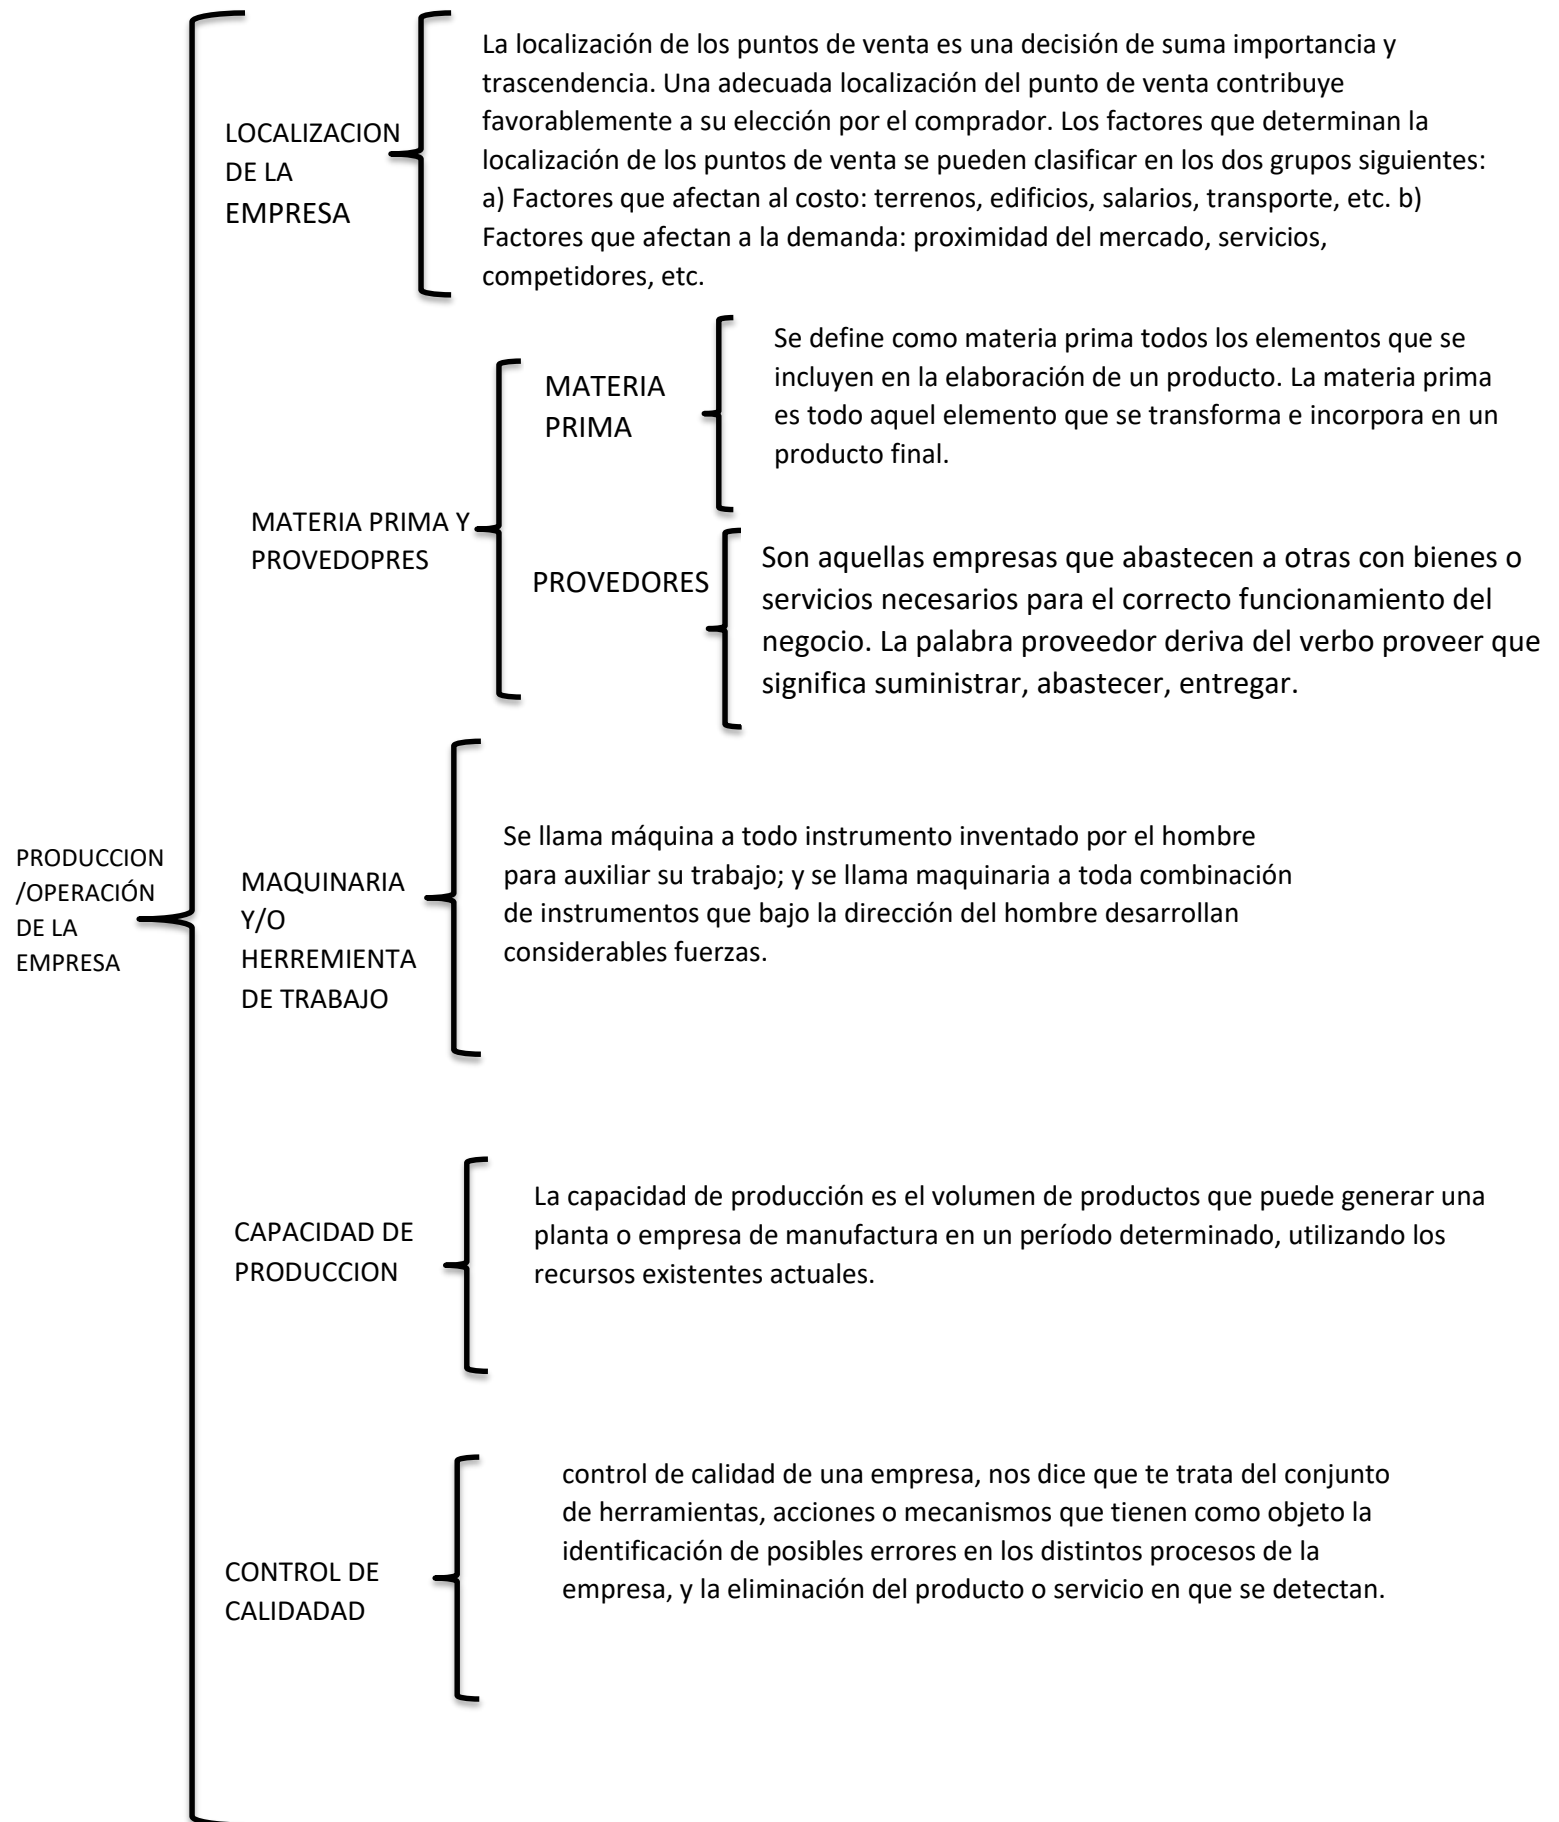 PRODUCCION
/OPERACIÓN
DE LA
EMPRESA
LOCALIZACION
DE LA
EMPRESA
La localización de los puntos de venta es una decisión de suma importancia y
trascendencia. Una adecuada localización del punto de venta contribuye
favorablemente a su elección por el comprador. Los factores que determinan la
localización de los puntos de venta se pueden clasificar en los dos grupos siguientes:
a) Factores que afectan al costo: terrenos, edificios, salarios, transporte, etc. b)
Factores que afectan a la demanda: proximidad del mercado, servicios,
competidores, etc.
MATERIA PRIMA Y
PROVEDOPRES
MATERIA
PRIMA
Se define como materia prima todos los elementos que se
incluyen en la elaboración de un producto. La materia prima
es todo aquel elemento que se transforma e incorpora en un
producto final.
PROVEDORES
Son aquellas empresas que abastecen a otras con bienes o
servicios necesarios para el correcto funcionamiento del
negocio. La palabra proveedor deriva del verbo proveer que
significa suministrar, abastecer, entregar.
MAQUINARIA
Y/O
HERREMIENTA
DE TRABAJO
Se llama máquina a todo instrumento inventado por el hombre
para auxiliar su trabajo; y se llama maquinaria a toda combinación
de instrumentos que bajo la dirección del hombre desarrollan
considerables fuerzas.
CAPACIDAD DE
PRODUCCION
La capacidad de producción es el volumen de productos que puede generar una
planta o empresa de manufactura en un período determinado, utilizando los
recursos existentes actuales.
CONTROL DE
CALIDADAD
control de calidad de una empresa, nos dice que te trata del conjunto
de herramientas, acciones o mecanismos que tienen como objeto la
identificación de posibles errores en los distintos procesos de la
empresa, y la eliminación del producto o servicio en que se detectan.